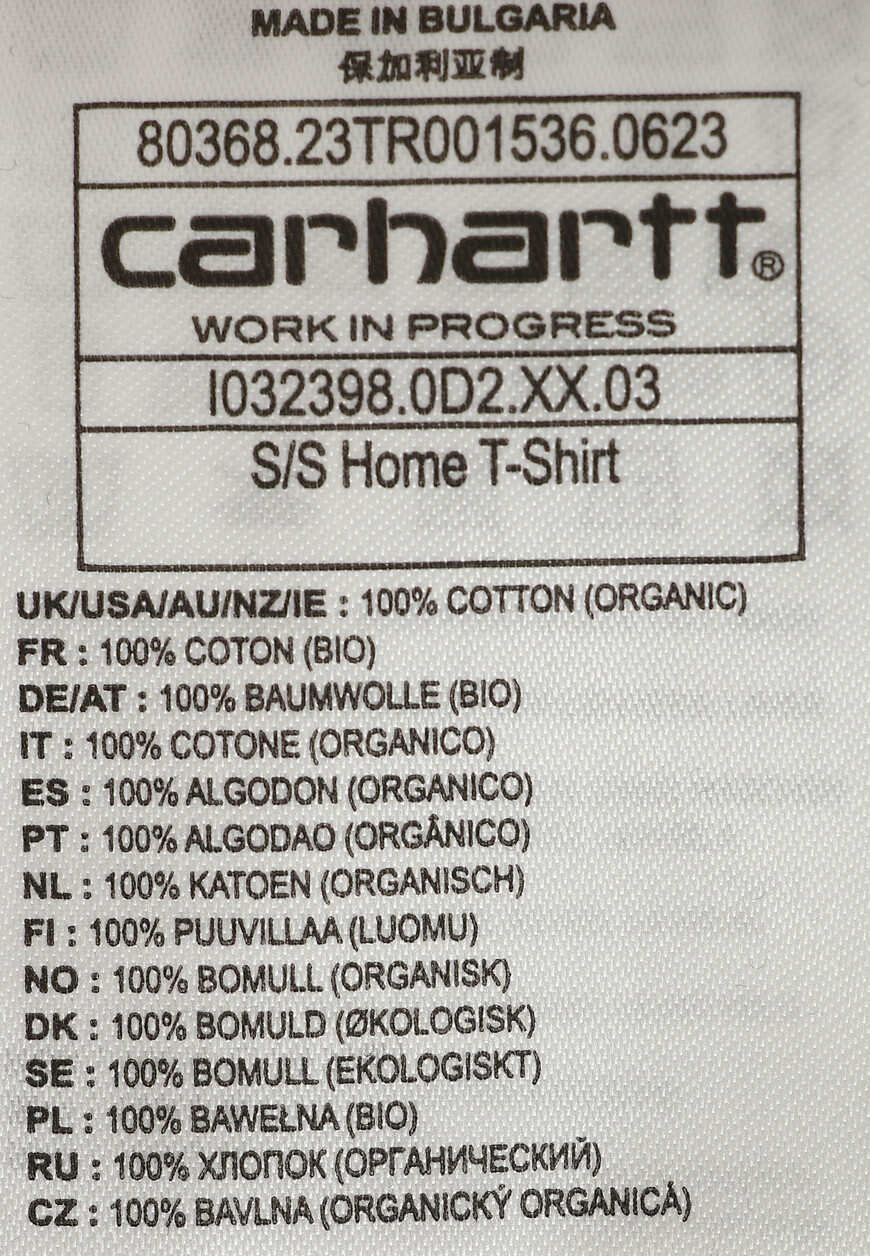 MADE IN BULGARIA
保加利亚制
80368.23TR001536.0623
carhartt®
WORK IN PROGRESS
I032398.0D2.XX.03
S/S Home T-Shirt
UK/USA/AU/NZ/IE : 100% COTTON (ORGANIC)
FR : 100% COTON (BIO)
DE/AT : 100% BAUMWOLLE (BIO)
IT : 100% COTONE (ORGANICO)
ES : 100% ALGODON (ORGANICO)
PT : 100% ALGODAO (ORGÂNICO)
NL : 100% KATOEN (ORGANISCH)
FI : 100% PUUVILLAA (LUOMU)
NO : 100% BOMULL (ORGANISK)
DK : 100% BOMULD (ØKOLOGISK)
SE : 100% BOMULL (EKOLOGISKT)
PL : 100% BAWEŁNA (BIO)
RU : 100% ХЛОПОК (ОРГАНИЧЕСКИЙ)
CZ : 100% BAVLNA (ORGANICKÝ ORGANICÁ)